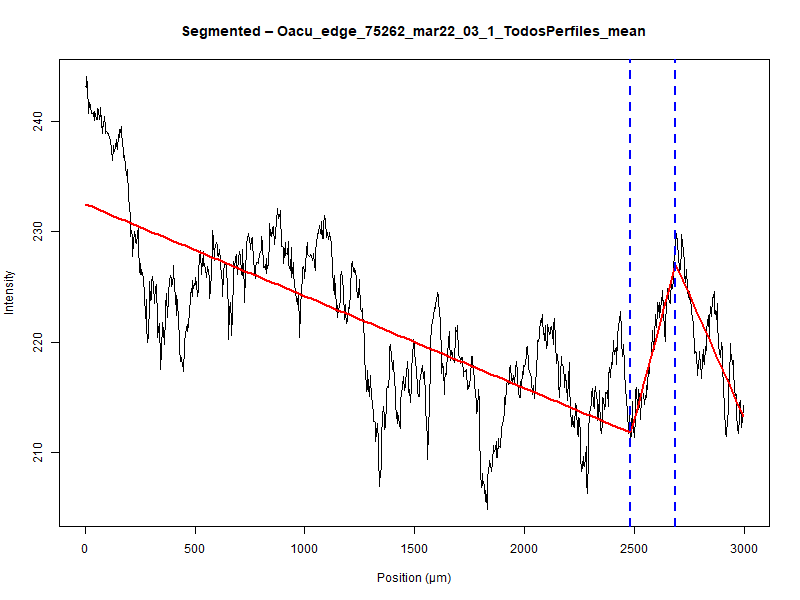 Segmented – Oacu_edge_75262_mar22_03_1_TodosPerfiles_mean
Intensity
240
230
220
210
0 500 1000 1500 2000 2500 3000
Position (µm)